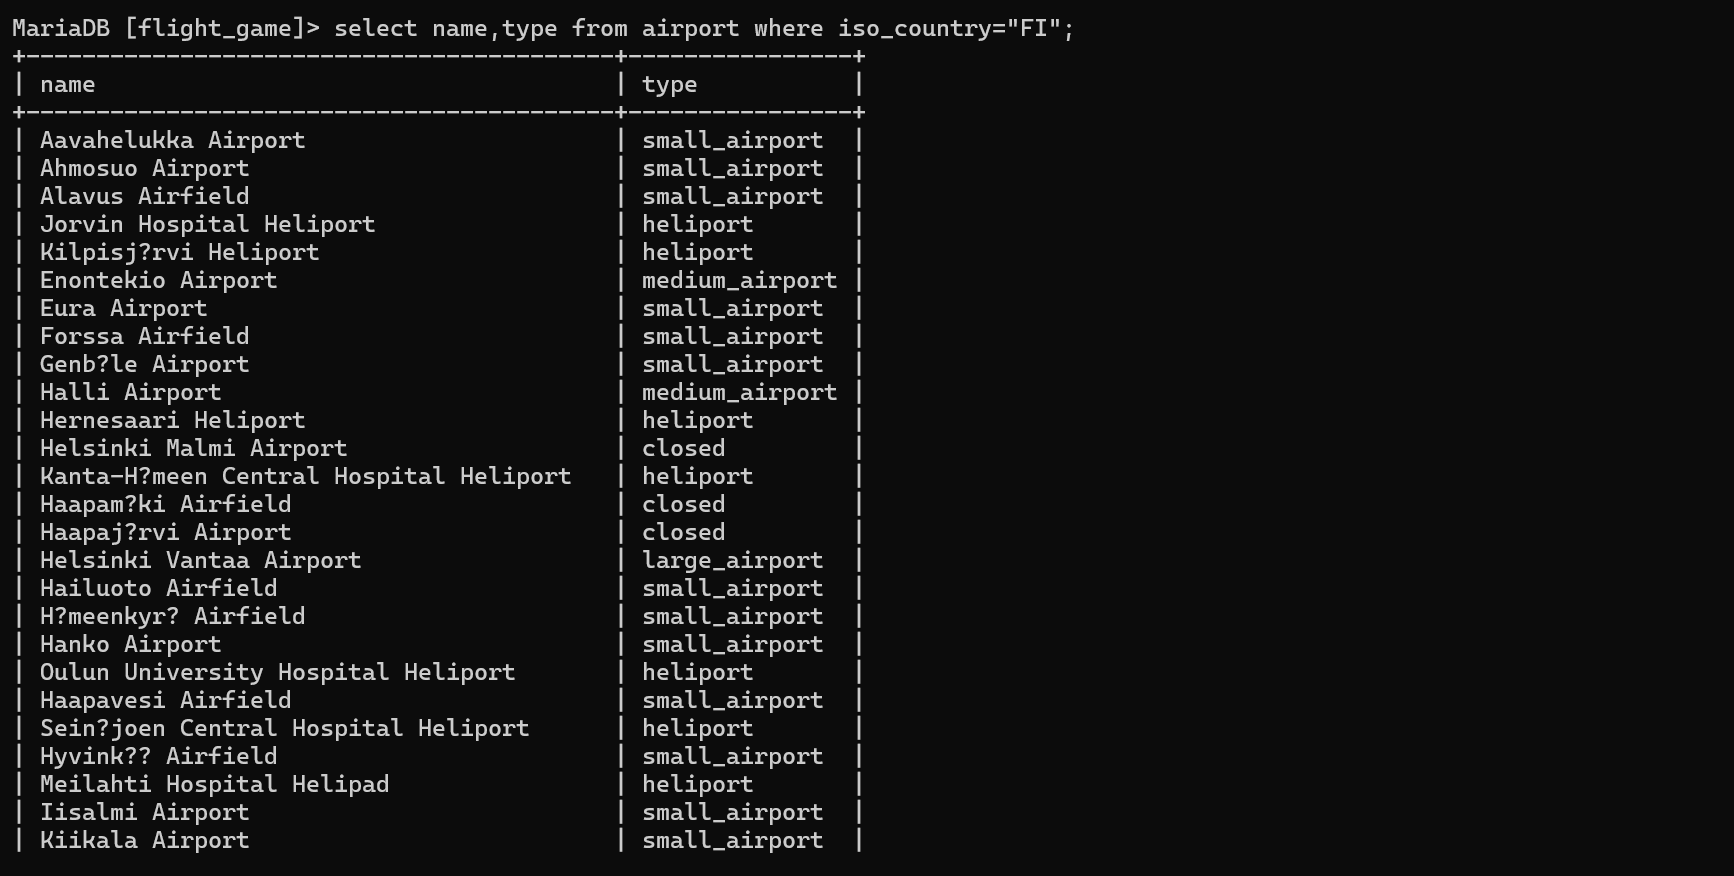 MariaDB [flight_game]> select name,type from airport where iso_country="FI";
+------------------------------------------+----------------+
| name                                     | type           |
+------------------------------------------+----------------+
| Aavahelukka Airport                      | small_airport  |
| Ahmosuo Airport                          | small_airport  |
| Alavus Airfield                          | small_airport  |
| Jorvin Hospital Heliport                 | heliport       |
| Kilpisj?rvi Heliport                     | heliport       |
| Enontekio Airport                        | medium_airport |
| Eura Airport                             | small_airport  |
| Forssa Airfield                          | small_airport  |
| Genb?le Airport                          | small_airport  |
| Halli Airport                            | medium_airport |
| Hernesaari Heliport                      | heliport       |
| Helsinki Malmi Airport                   | closed         |
| Kanta-H?meen Central Hospital Heliport   | heliport       |
| Haapam?ki Airfield                       | closed         |
| Haapaj?rvi Airport                       | closed         |
| Helsinki Vantaa Airport                  | large_airport  |
| Hailuoto Airfield                        | small_airport  |
| H?meenkyr? Airfield                      | small_airport  |
| Hanko Airport                            | small_airport  |
| Oulun University Hospital Heliport       | heliport       |
| Haapavesi Airfield                       | small_airport  |
| Sein?joen Central Hospital Heliport      | heliport       |
| Hyvink?? Airfield                        | small_airport  |
| Meilahti Hospital Helipad                | heliport       |
| Iisalmi Airport                          | small_airport  |
| Kiikala Airport                          | small_airport  |